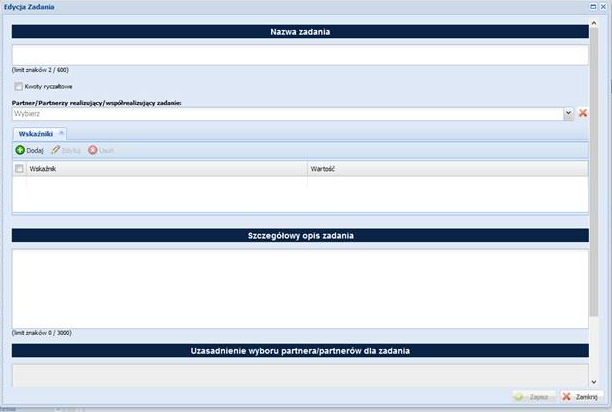 Edycja Zadania
Nazwa zadania
(limit znaków 2 / 600)
Kwoty ryczałtowe
Partner/Partnerzy realizujący/współrealizujący zadanie:
Wybierz
Wskaźniki
Dodaj Edytuj Usuń
Wskaźnik Wartość
Szczegółowy opis zadania
(limit znaków 0 / 3000)
Uzasadnienie wyboru partnera/partnerów dla zadania
Zapisz Zamknij